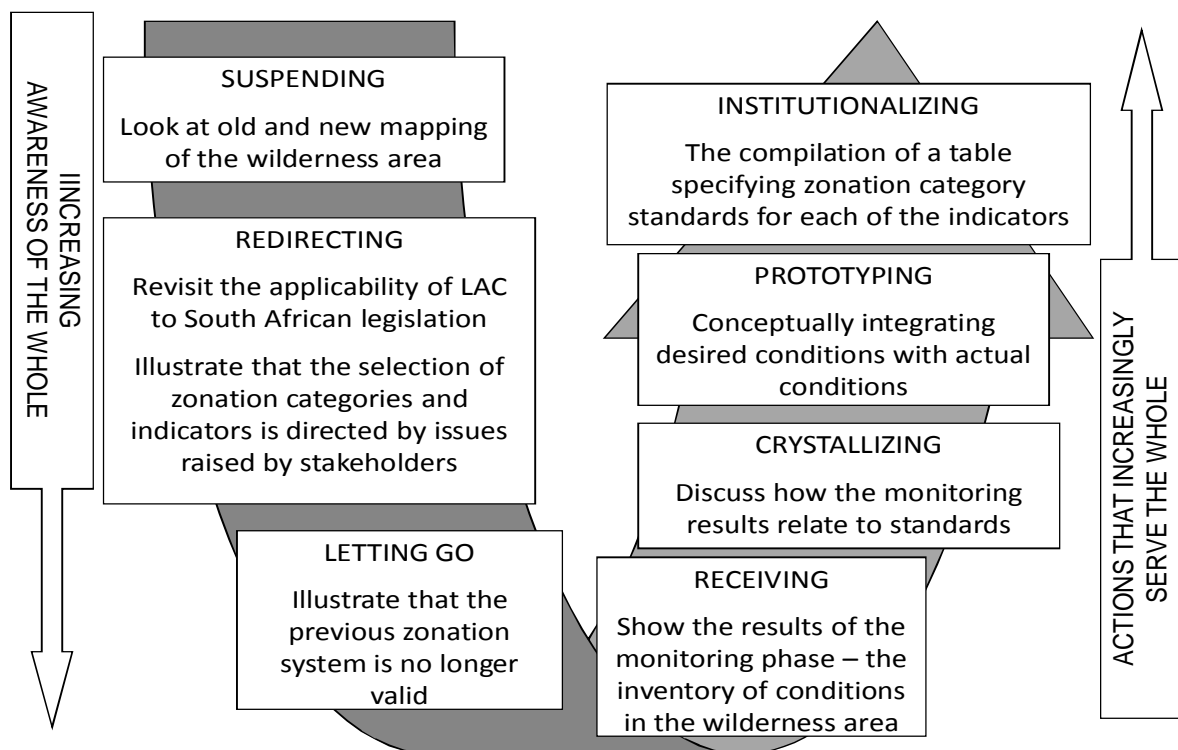 IINCREASING
AWARENESS OF THE WHOLE
SUSPENDING
Look at old and new mapping
of the wilderness area
REDIRECTING
Revisit the applicability of LAC
to South African legislation
Illustrate that the selection of
zonation categories and
indicators is directed by issues
raised by stakeholders
LETTING GO
Illustrate that the
previous zonation
system is no longer
valid
RECEIVING
Show the results of the
monitoring phase – the
inventory of conditions
in the wilderness area
CRYSTALLIZING
Discuss how the monitoring
results relate to standards
PROTOTYPING
Conceptually integrating
desired conditions with actual
conditions
INSTITUTIONALIZING
The compilation of a table
specifying zonation category
standards for each of the indicators
ACTIONS THAT INCREASINGLY
SERVE THE WHOLE